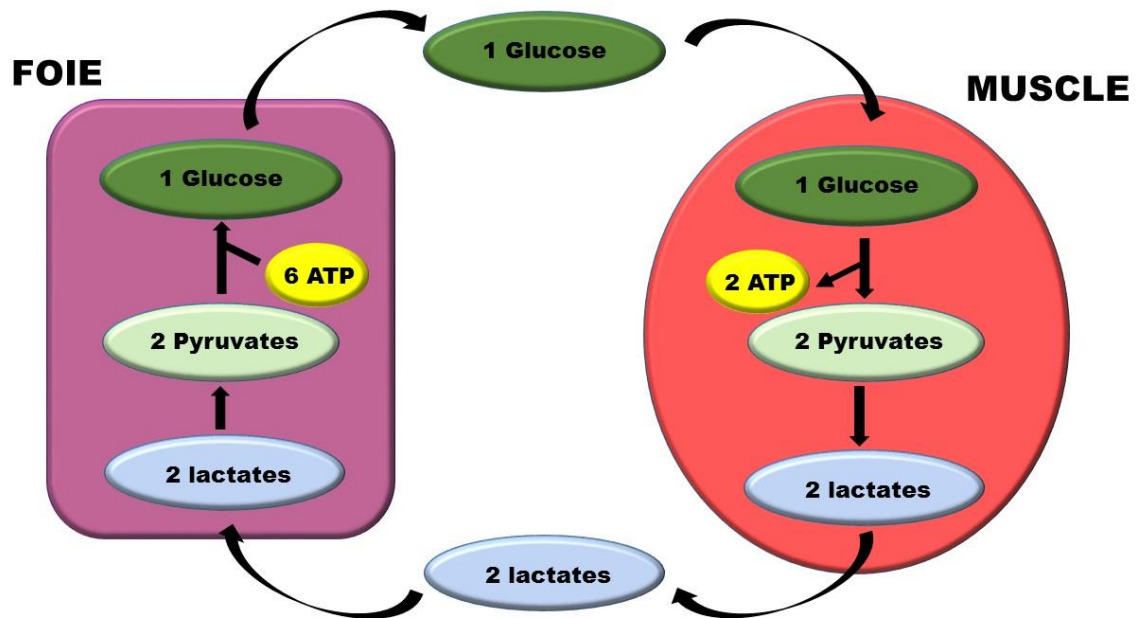 1 Glucose
FOIE
MUSCLE
1 Glucose
6 ATP
2 Pyruvates
2 lactates
1 Glucose
2 ATP
2 Pyruvates
2 lactates
2 lactates